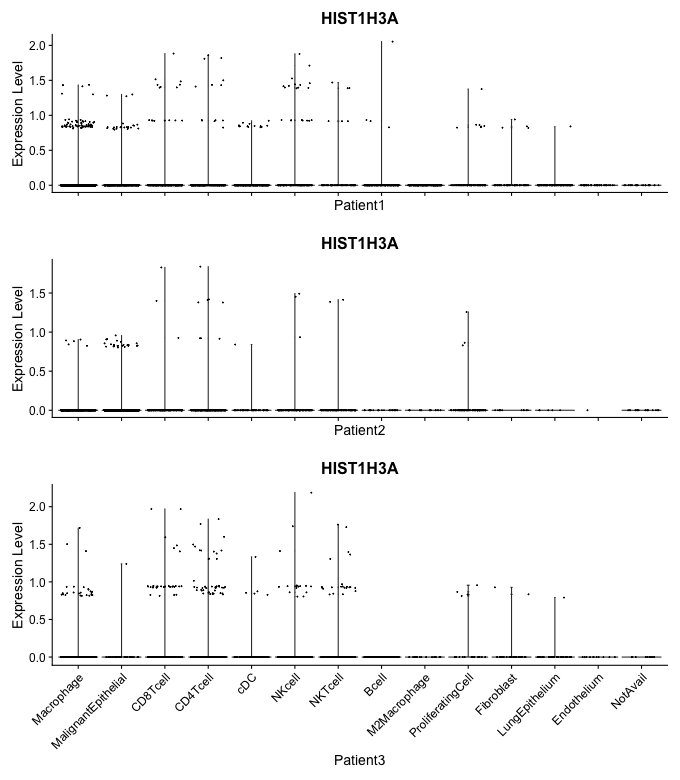 HIST1H3A
Expression Level
2.0
1.5
1.0
0.5
0.0
Patient1
HIST1H3A
Expression Level
1.5
1.0
0.5
0.0
Patient2
HIST1H3A
Expression Level
2.0
1.5
1.0
0.5
0.0
Macrophage
MalignantEpithelial
CD8Tcell
CD4Tcell
cDC
NKcell
NKTcell
Bcell
M2Macrophage
ProliferatingCell
Fibroblast
LungEpithelium
Endothelium
NotAvail
Patient3